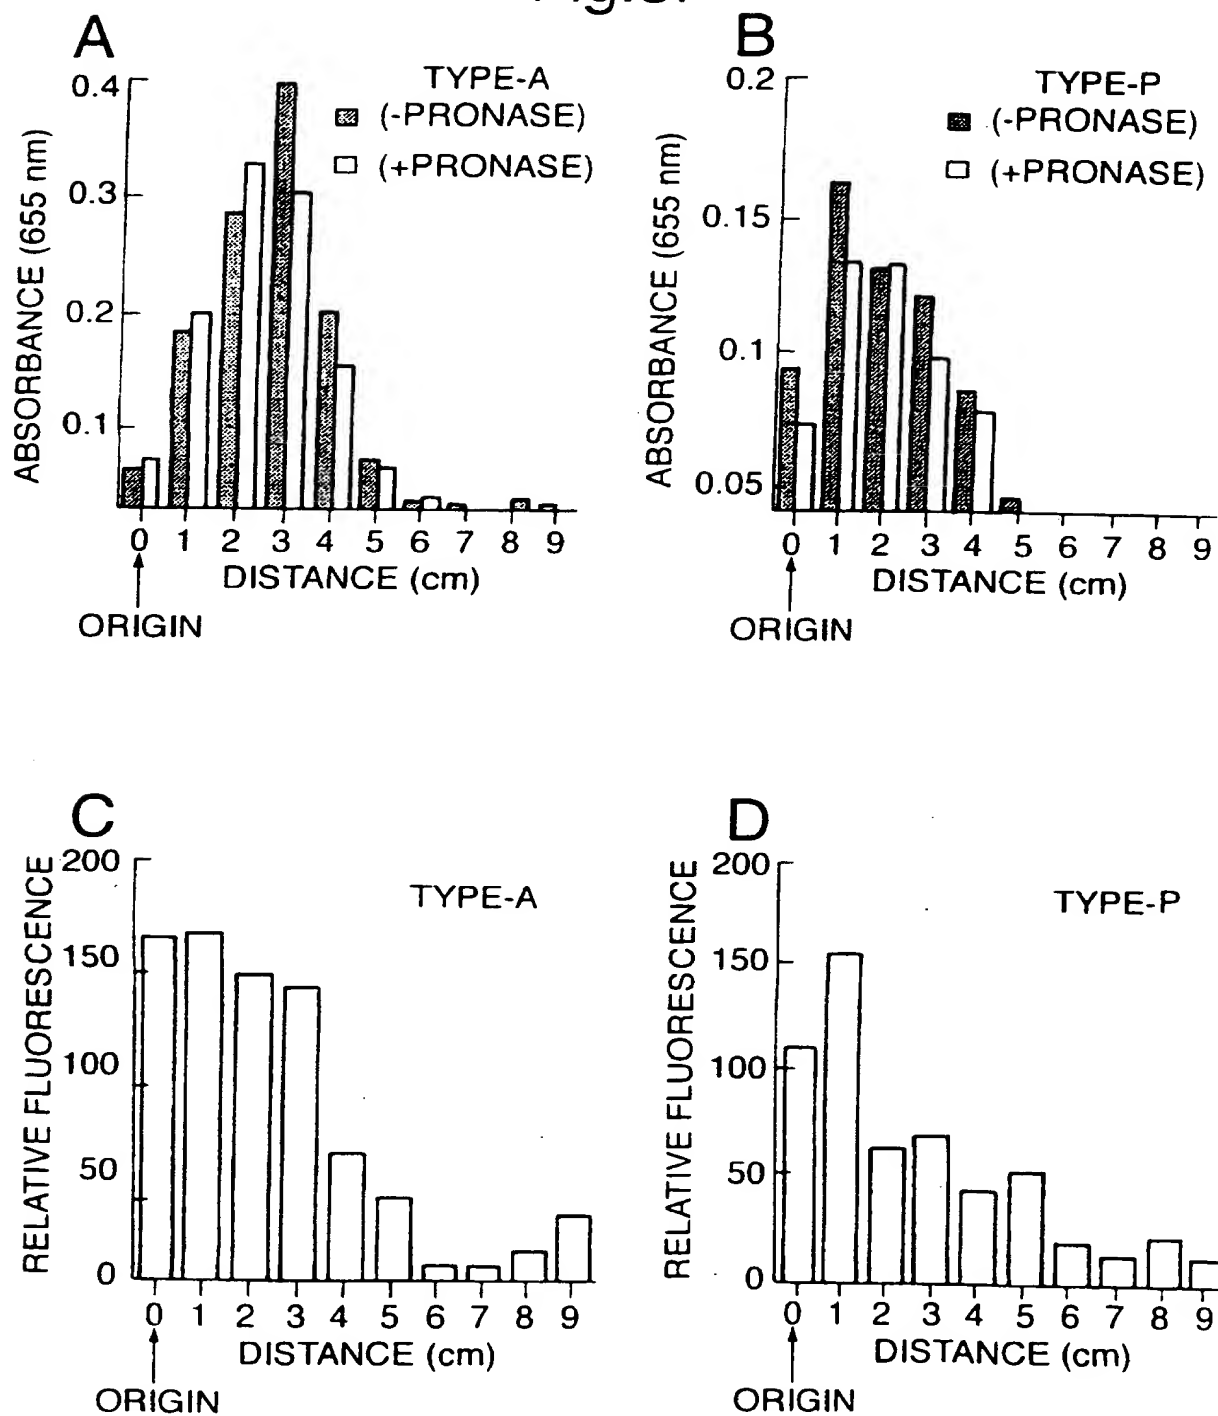 A
TYPE-A
(-PRONASE)
(+PRONASE)
ABSORBANCE (655 nm)
0.4
0.3
0.2
0.1
0 1 2 3 4 5 6 7 8 9
DISTANCE (cm)
ORIGIN
B
TYPE-P
(-PRONASE)
(+PRONASE)
ABSORBANCE (655 nm)
0.2
0.15
0.1
0.05
0 1 2 3 4 5 6 7 8 9
DISTANCE (cm)
ORIGIN
C
TYPE-A
RELATIVE FLUORESCENCE
200
150
100
50
0
0 1 2 3 4 5 6 7 8 9
DISTANCE (cm)
ORIGIN
D
TYPE-P
RELATIVE FLUORESCENCE
200
150
100
50
0
0 1 2 3 4 5 6 7 8 9
DISTANCE (cm)
ORIGIN